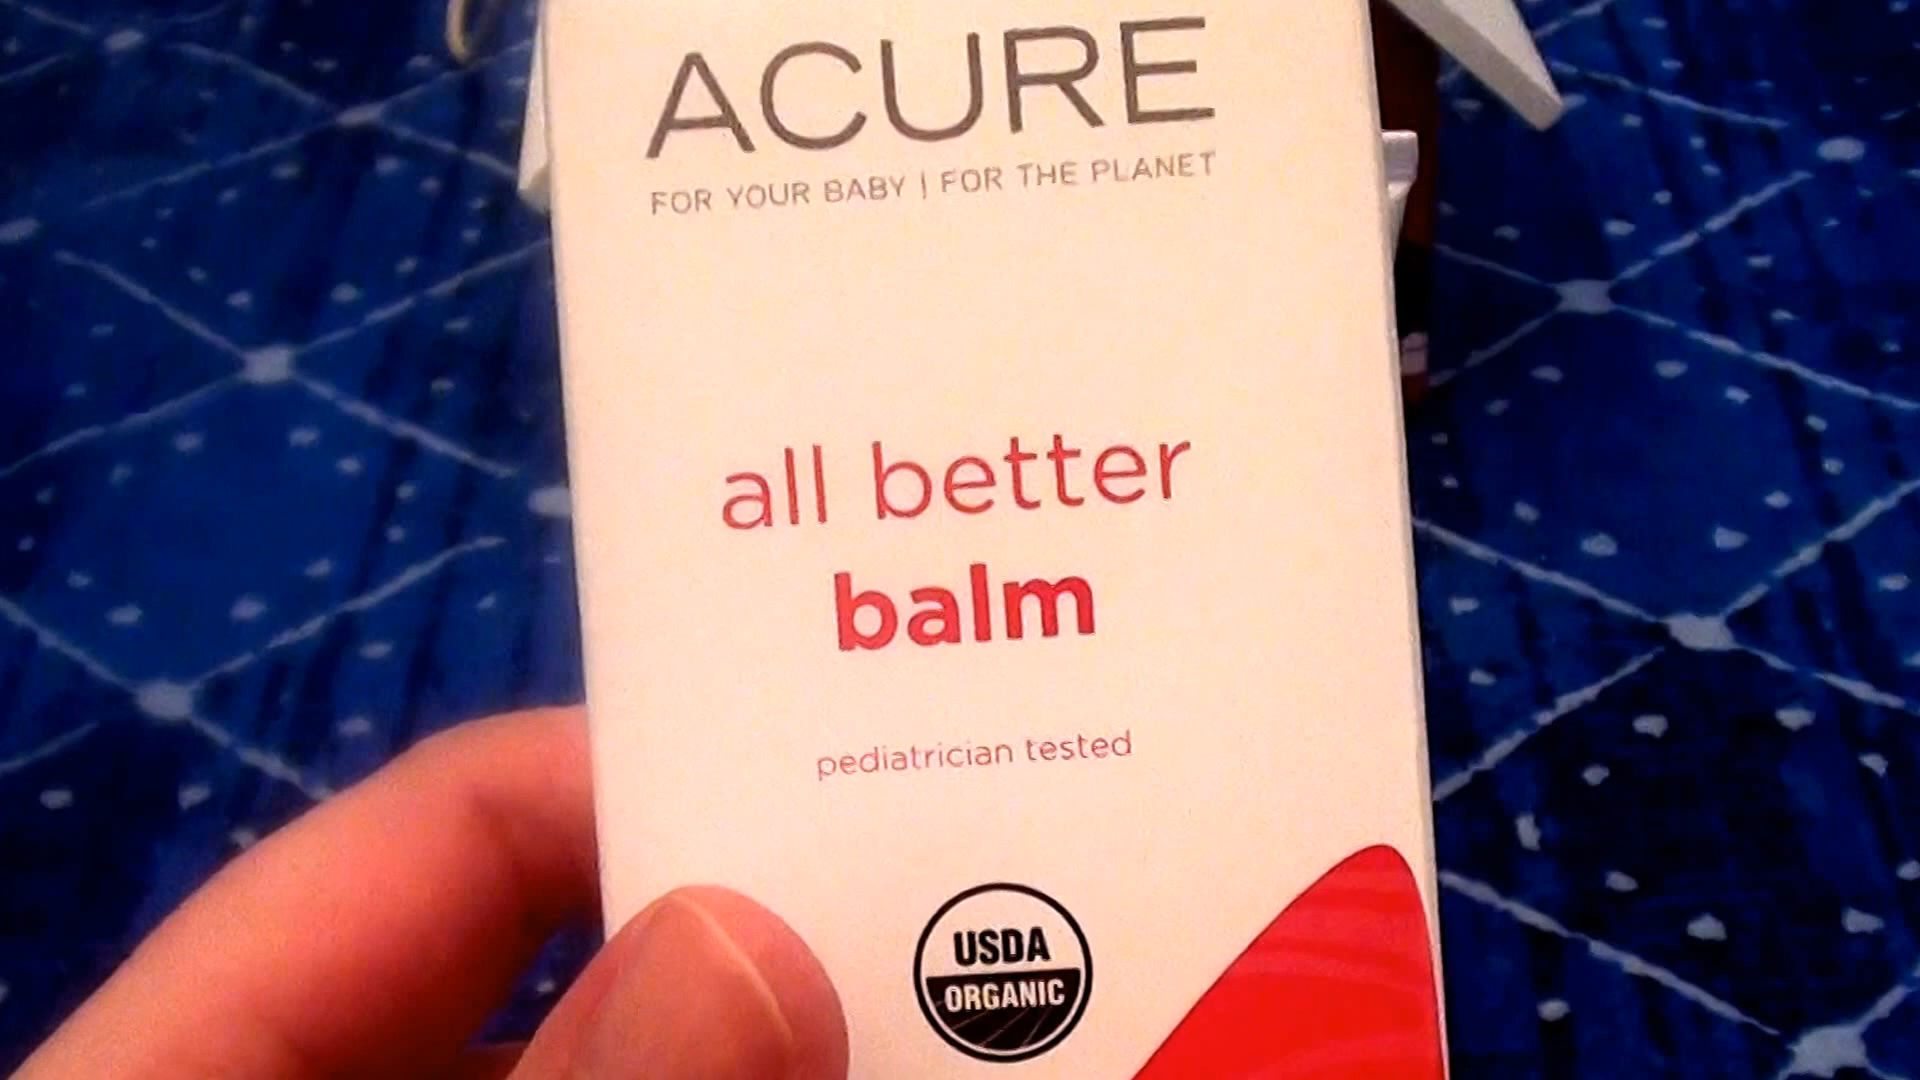 ACURE
FOR YOUR BABY | FOR THE PLANET
all better
balm
pediatrician tested
USDA
ORGANIC